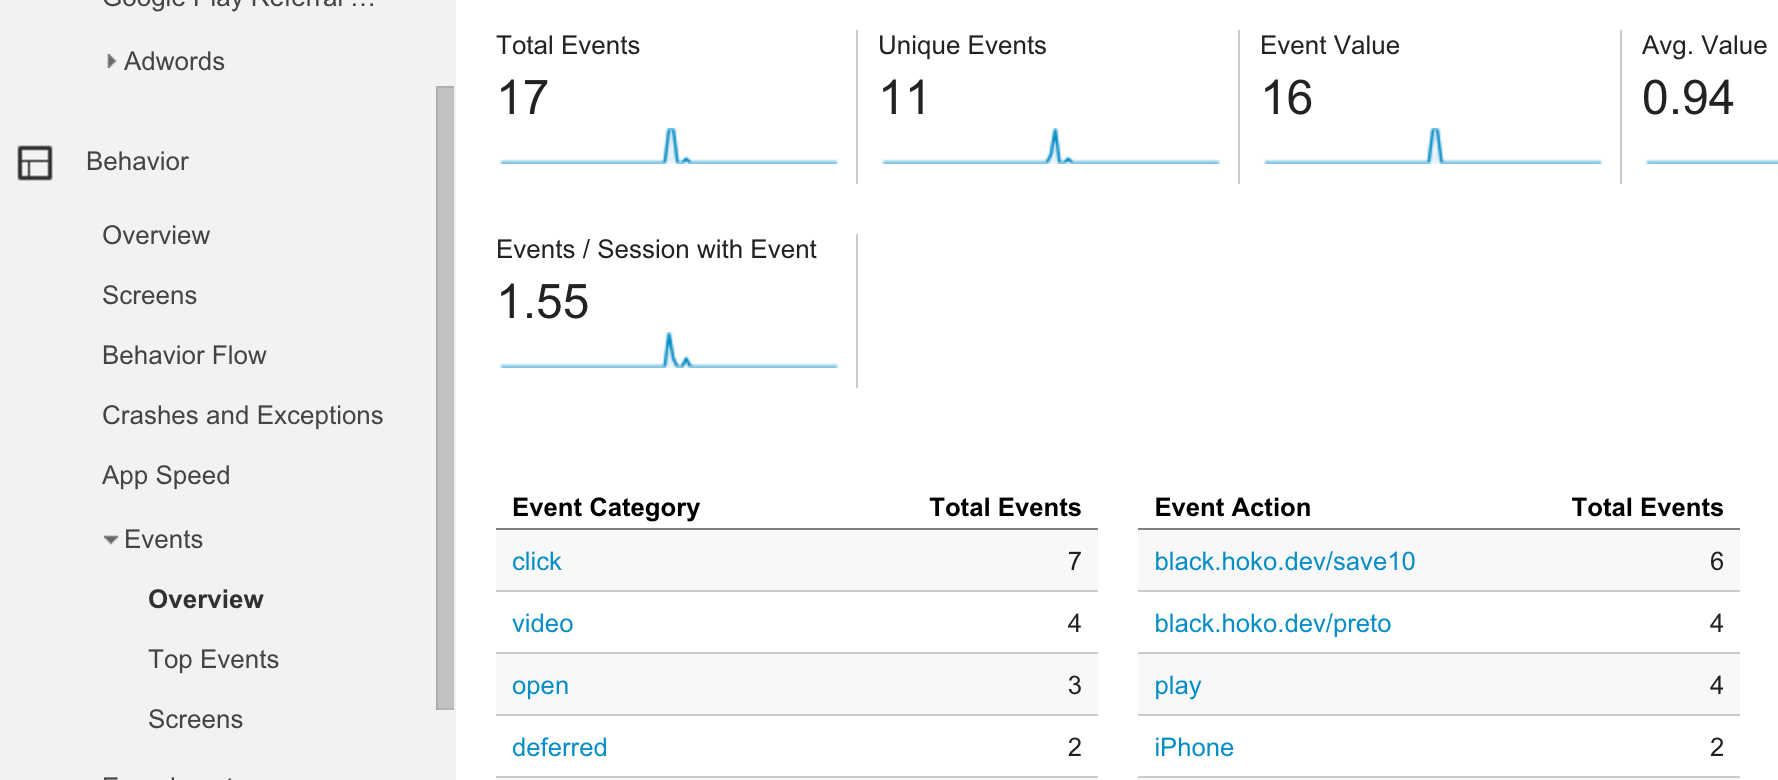 Google Play Referral ...
Adwords
Behavior
Overview
Screens
Behavior Flow
Crashes and Exceptions
App Speed
Events
Overview
Top Events
Screens
Total Events
17
Unique Events
11
Event Value
16
Avg. Value
0.94
Events / Session with Event
1.55
Event Category Total Events
click 7
video 4
open 3
deferred 2
Event Action Total Events
black.hoko.dev/save10 6
black.hoko.dev/preto 4
play 4
iPhone 2